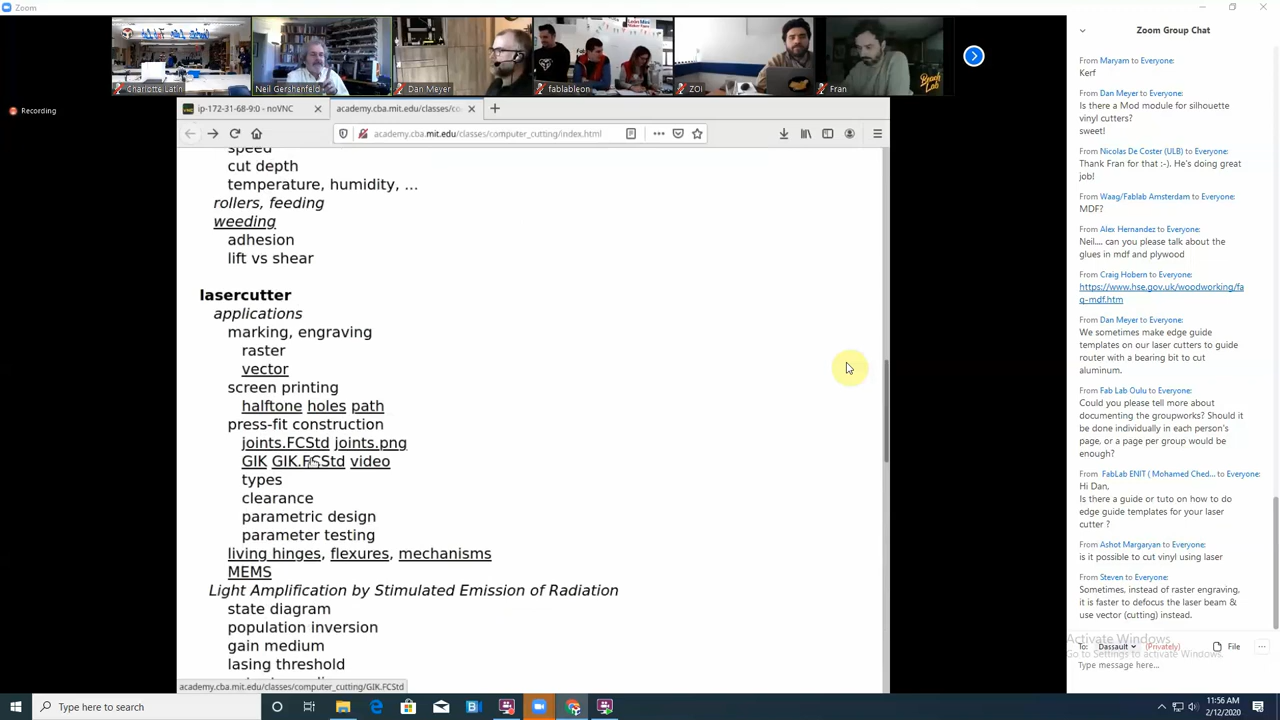 Zoom
Charlotte Latin
Neil Gershenfeld
Dan Meyer
fablableon
ZOI
Fran
Recording
ip-172-31-68-9:0 - noVNC
academy.cba.mit.edu/classes/co
academy.cba.mit.edu/classes/computer_cutting/index.html
speed
cut depth
temperature, humidity, ...
rollers, feeding
weeding
adhesion
lift vs shear
lasercutter
applications
marking, engraving
raster
vector
screen printing
halftone holes path
press-fit construction
joints.FCStd joints.png
GIK GIK.FCStd video
types
clearance
parametric design
parameter testing
living hinges, flexures, mechanisms
MEMS
Light Amplification by Stimulated Emission of Radiation
state diagram
population inversion
gain medium
lasing threshold
academy.cba.mit.edu/classes/computer_cutting/GIK.FCStd
Zoom Group Chat
From Maryam to Everyone:
Kerf
From Dan Meyer to Everyone:
Is there a Mod module for silhouette
vinyl cutters?
sweet!
From Nicolas De Coster (ULB) to Everyone:
Thank Fran for that :-). He's doing great
job!
From Waag/Fablab Amsterdam to Everyone:
MDF?
From Alex Hernandez to Everyone:
Neil.... can you please talk about the
glues in mdf and plywood
From Craig Hobern to Everyone:
https://www.hse.gov.uk/woodworking/fa
q-mdf.htm
From Dan Meyer to Everyone:
We sometimes make edge guide
templates on our laser cutters to guide
router with a bearing bit to cut
aluminum.
From Fab Lab Oulu to Everyone:
Could you please tell more about
documenting the groupworks? Should it
be done individually in each person's
page, or a page per group would be
enough?
From FabLab ENIT ( Mohamed Ched... to Everyone:
Hi Dan,
Is there a guide or tuto on how to do
edge guide templates for your laser
cutter ?
From Ashot Margaryan to Everyone:
is it possible to cut vinyl using laser
From Steven to Everyone:
Sometimes, instead of raster engraving,
it is faster to defocus the laser beam &
use vector (cutting) instead.
Activate Windows
Go to Settings to activate Windows.
To: Dassault (Privately)
File
Type message here...
Type here to search
11:56 AM
2/12/2020